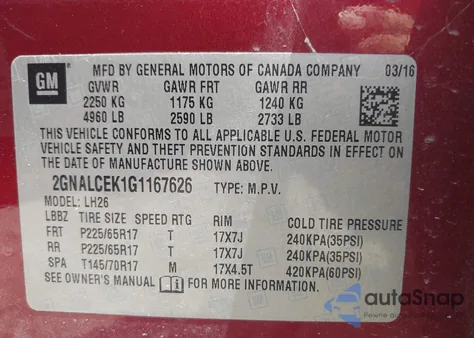 GM MFD BY GENERAL MOTORS OF CANADA COMPANY 03/16
GVWR GAWR FRT GAWR RR
2250 KG 1175 KG 1240 KG
4960 LB 2590 LB 2733 LB
THIS VEHICLE CONFORMS TO ALL APPLICABLE U.S. FEDERAL MOTOR
VEHICLE SAFETY AND THEFT PREVENTION STANDARDS IN EFFECT ON
THE DATE OF MANUFACTURE SHOWN ABOVE.
2GNALCEK1G1167626 TYPE: M.P.V.
MODEL: LH26
LBBZ TIRE SIZE SPEED RTG RIM COLD TIRE PRESSURE
FRT P225/65R17 T 17X7J 240KPA(35PSI)
RR P225/65R17 T 17X7J 240KPA(35PSI)
SPA T145/70R17 M 17X4.5T 420KPA(60PSI)
SEE OWNER'S MANUAL i FOR MORE INFORMATION
autoSnap
Pewne auto